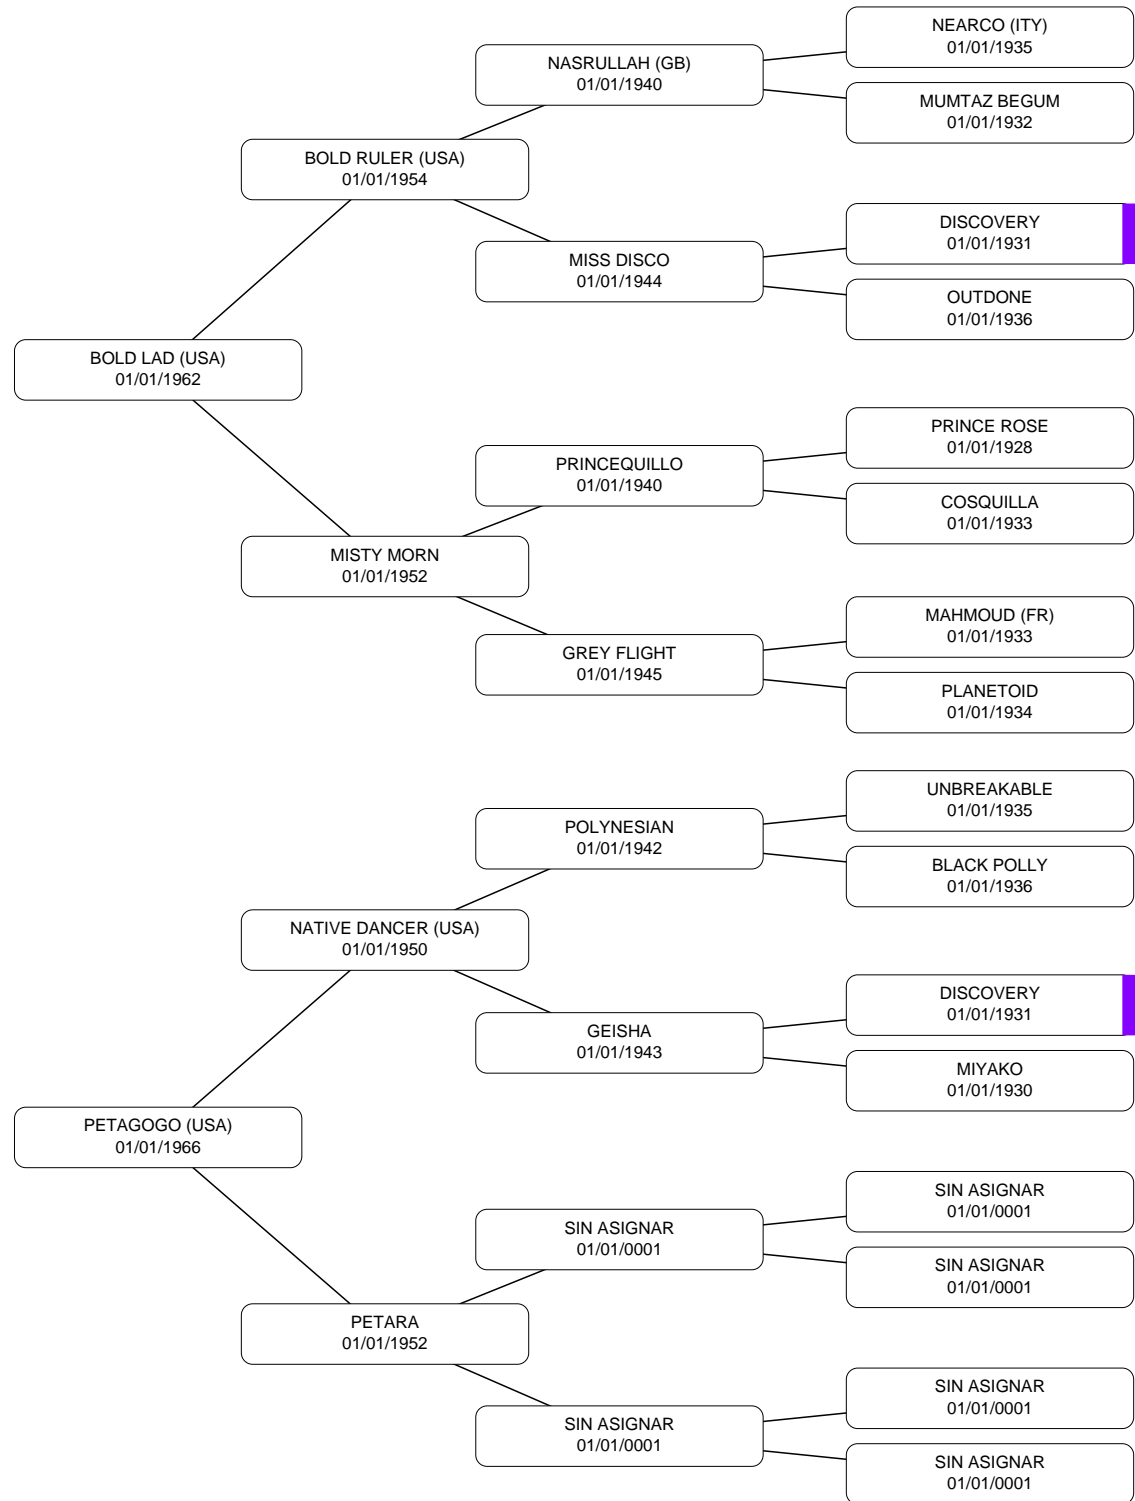 NEARCO (ITY)
01/01/1935
NASRULLAH (GB)
01/01/1940
MUMTAZ BEGUM
01/01/1932
BOLD RULER (USA)
01/01/1954
DISCOVERY
01/01/1931
MISS DISCO
01/01/1944
OUTDONE
01/01/1936
BOLD LAD (USA)
01/01/1962
PRINCE ROSE
01/01/1928
PRINCEQUILLO
01/01/1940
COSQUILLA
01/01/1933
MISTY MORN
01/01/1952
MAHMOUD (FR)
01/01/1933
GREY FLIGHT
01/01/1945
PLANETOID
01/01/1934
UNBREAKABLE
01/01/1935
POLYNESIAN
01/01/1942
BLACK POLLY
01/01/1936
NATIVE DANCER (USA)
01/01/1950
DISCOVERY
01/01/1931
GEISHA
01/01/1943
MIYAKO
01/01/1930
PETAGOGO (USA)
01/01/1966
SIN ASIGNAR
01/01/0001
SIN ASIGNAR
01/01/0001
SIN ASIGNAR
01/01/0001
PETARA
01/01/1952
SIN ASIGNAR
01/01/0001
SIN ASIGNAR
01/01/0001
SIN ASIGNAR
01/01/0001